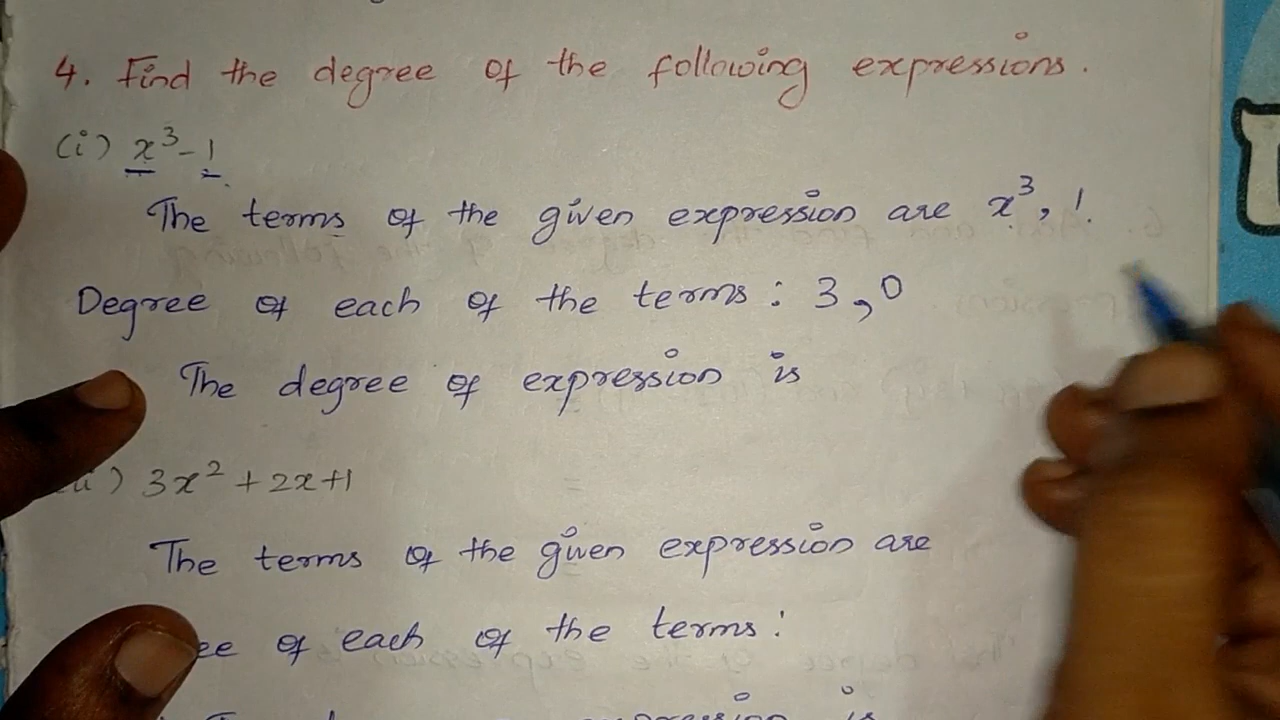 4. Find the degree of the following expressions.
(i) x³-1
The terms of the given expression are x³, 1.
Degree of each of the terms: 3, 0
The degree of expression is
) 3x² + 2x+1
The terms of the given expression are
ee of each of the terms:
is